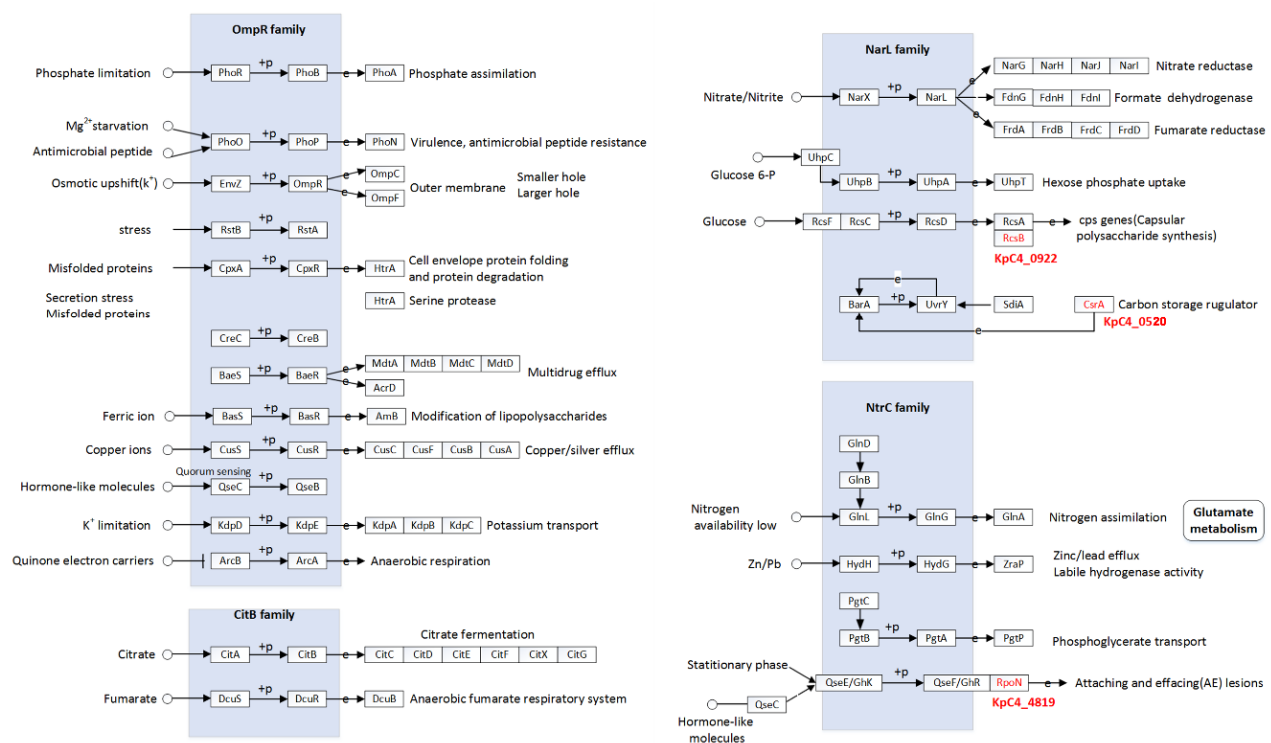 OmpR family
Phosphate limitation PhoR +p PhoB e PhoA Phosphate assimilation
Mg2+starvation
Antimicrobial peptide
PhoO +p PhoP e PhoN Virulence, antimicrobial peptide resistance
Osmotic upshift(k+) EnvZ +p OmpR e e OmpC OmpF Outer membrane
Smaller hole
Larger hole
stress RstB +p RstA
Misfolded proteins CpxA +p CpxR e HtrA
Cell envelope protein folding
and protein degradation
Secretion stress
Misfolded proteins
HtrA Serine protease
CreC +p CreB
BaeS +p BaeR e e MdtA MdtB MdtC MdtD
AcrD
Multidrug efflux
Ferric ion BasS +p BasR e AmB Modification of lipopolysaccharides
Copper ions CusS +p CusR e CusC CusF CusB CusA Copper/silver efflux
Quorum sensing
Hormone-like molecules QseC +p QseB
K+ limitation KdpD +p KdpE e KdpA KdpB KdpC Potassium transport
Quinone electron carriers ArcB +p ArcA e Anaerobic respiration
CitB family
Citrate fermentation
Citrate CitA +p CitB e CitC CitD CitE CitF CitX CitG
Fumarate DcuS +p DcuR e DcuB Anaerobic fumarate respiratory system
NarL family
NarG NarH NarJ NarI Nitrate reductase
Nitrate/Nitrite NarX +p NarL e e FdnG FdnH FdnI Formate dehydrogenase
FrdA FrdB FrdC FrdD Fumarate reductase
UhpC
Glucose 6-P
UhpB +p UhpA e UhpT Hexose phosphate uptake
Glucose RcsF RcsC +p RcsD e RcsA e
RcsB
cps genes(Capsular
polysaccharide synthesis)
KpC4_0922
e
BarA +p UvrY SdiA CsrA Carbon storage rugulator
KpC4_0520
e
NtrC family
GlnD
GlnB
Nitrogen
availability low
GlnL +p GlnG e GlnA Nitrogen assimilation
Glutamate
metabolism
Zn/Pb HydH +p HydG e ZraP
Zinc/lead efflux
Labile hydrogenase activity
PgtC
PgtB +p PgtA e PgtP Phosphoglycerate transport
Statitionary phase
QseE/GhK +p QseF/GhR RpoN e Attaching and effacing(AE) lesions
QseC
KpC4_4819
Hormone-like
molecules